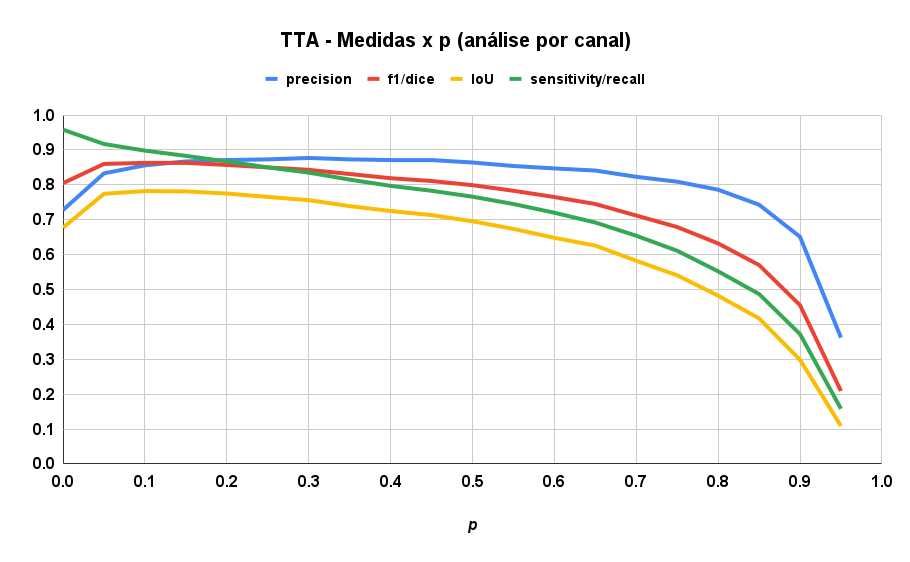 TTA - Medidas x p (análise por canal)
precision f1/dice IoU sensitivity/recall
1.0
0.9
0.8
0.7
0.6
0.5
0.4
0.3
0.2
0.1
0.0
0.0 0.1 0.2 0.3 0.4 0.5 0.6 0.7 0.8 0.9 1.0
p